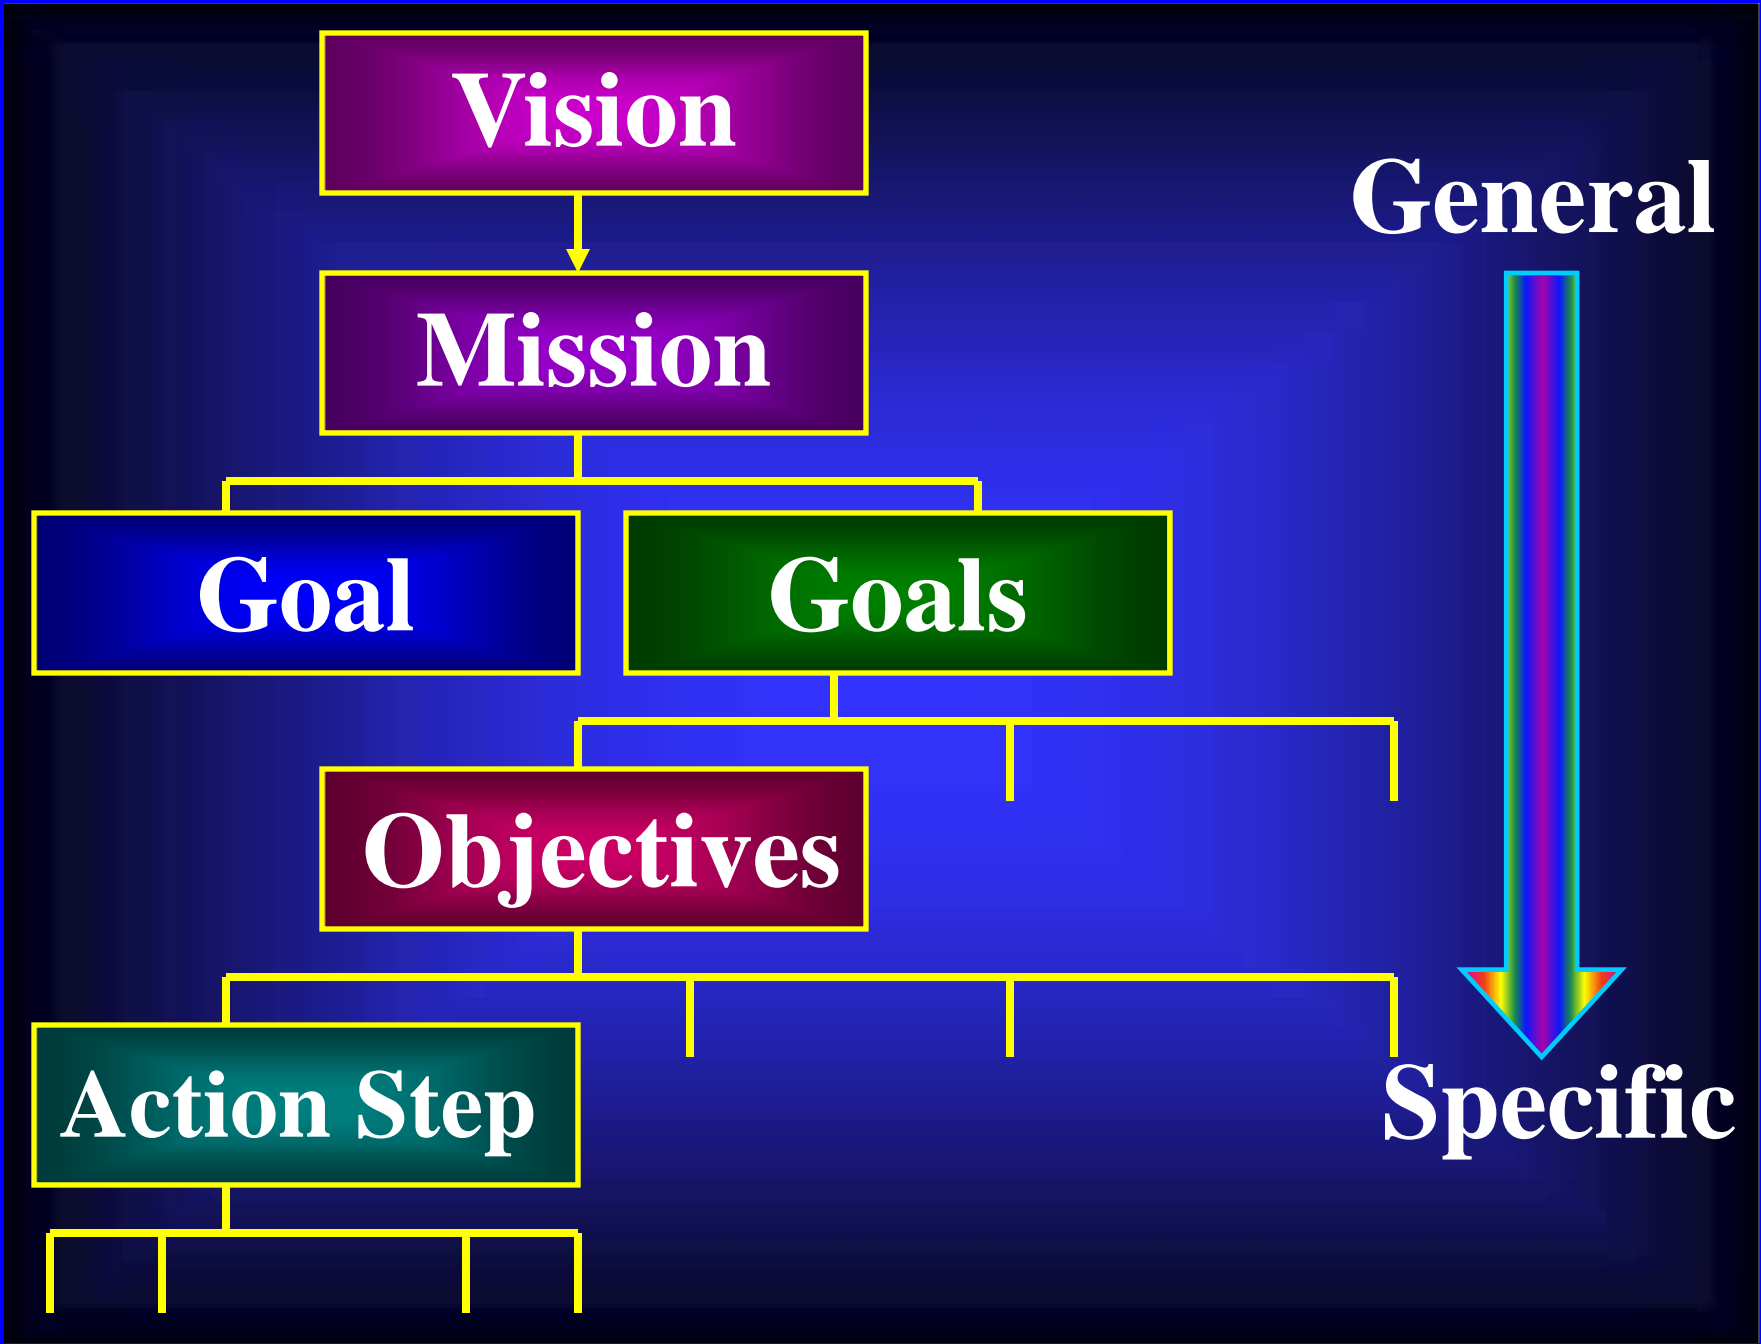 Vision
General
Mission
Goal
Goals
Objectives
Action Step
Specific